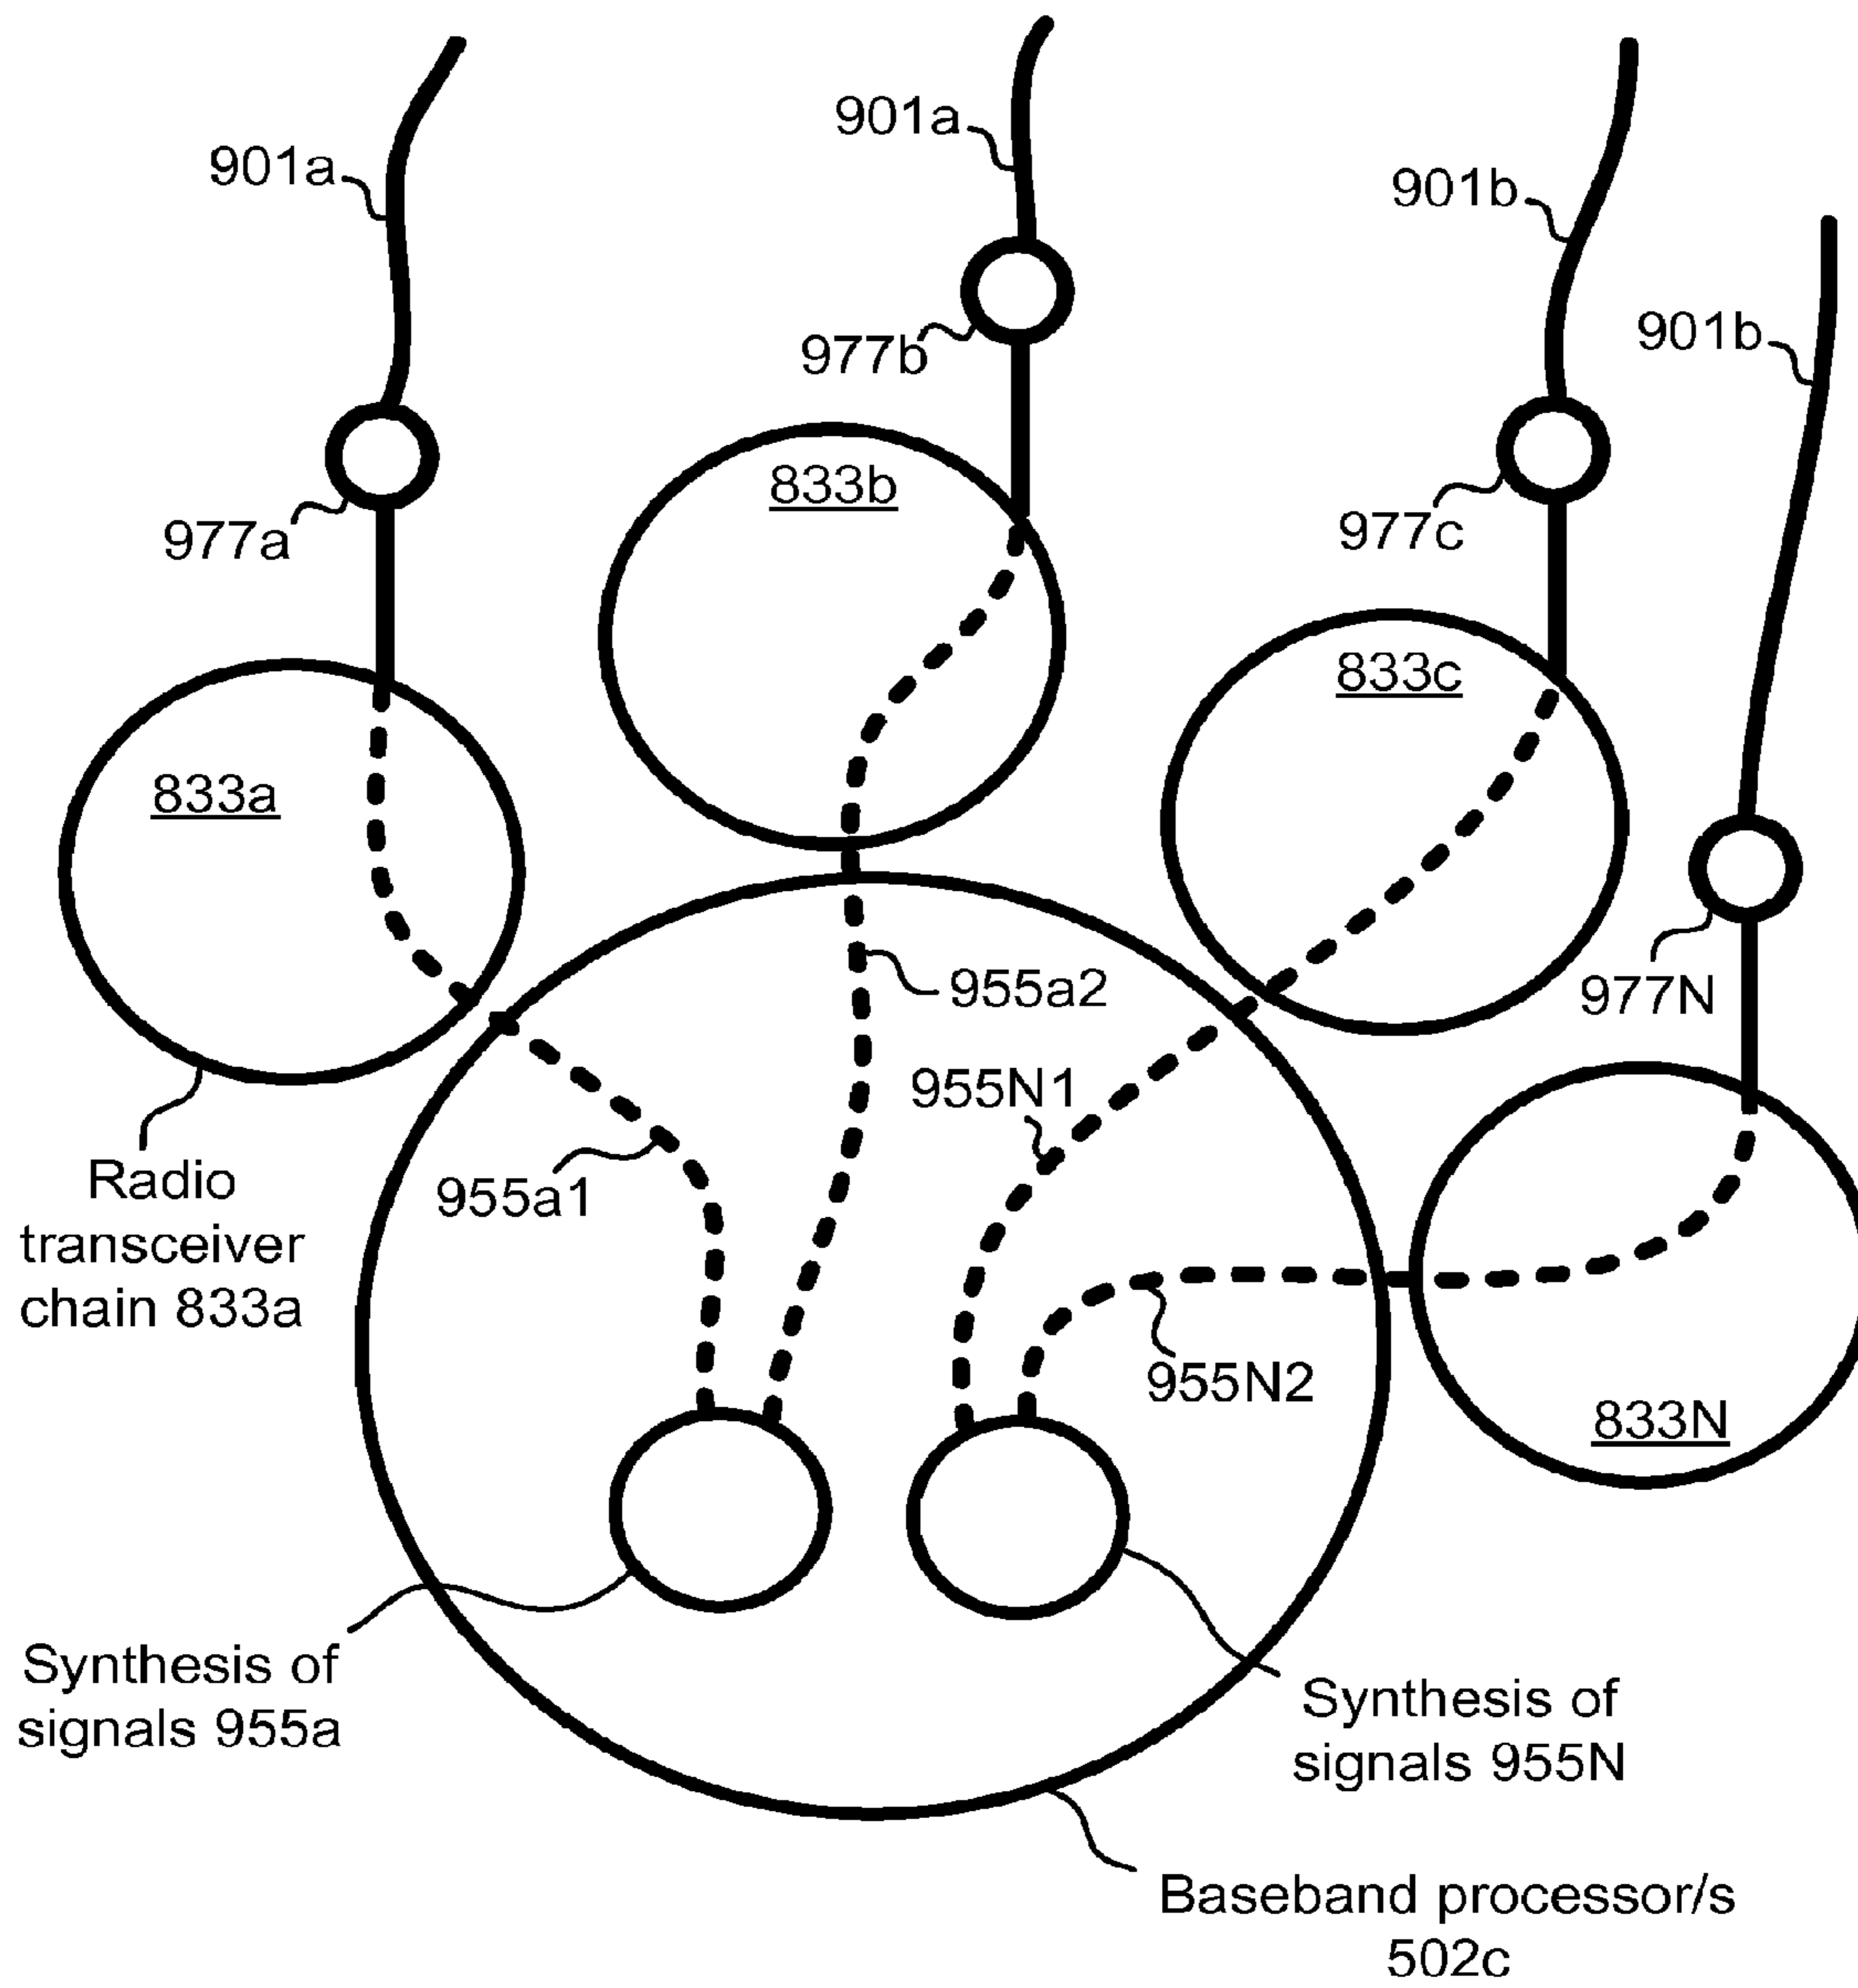 901a
901a
901b
901b
977b
977a
977c
833b
833c
833a
977N
955a2
955N1
Radio
transceiver
chain 833a
955a1
955N2
833N
Synthesis of
signals 955a
Synthesis of
signals 955N
Baseband processor/s
502c